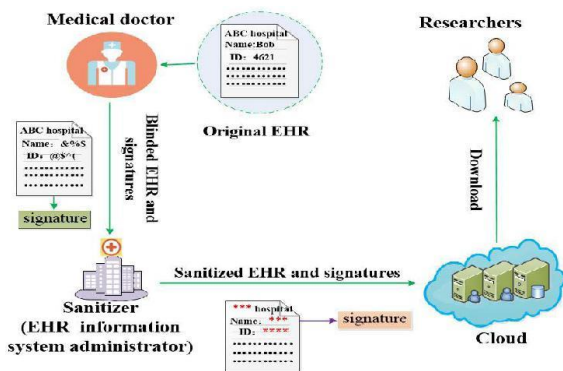 Medical doctor
ABC hospital
Name:Bob
ID: 4621
Original EHR
Researchers
ABC hospital
Name: &%$
ID: @$^(
signature
Blinded EHR and
signatures
Download
Sanitizer
(EHR information
system administrator)
Sanitized EHR and signatures
*** hospital
Name: ***
ID: ****
signature
Cloud